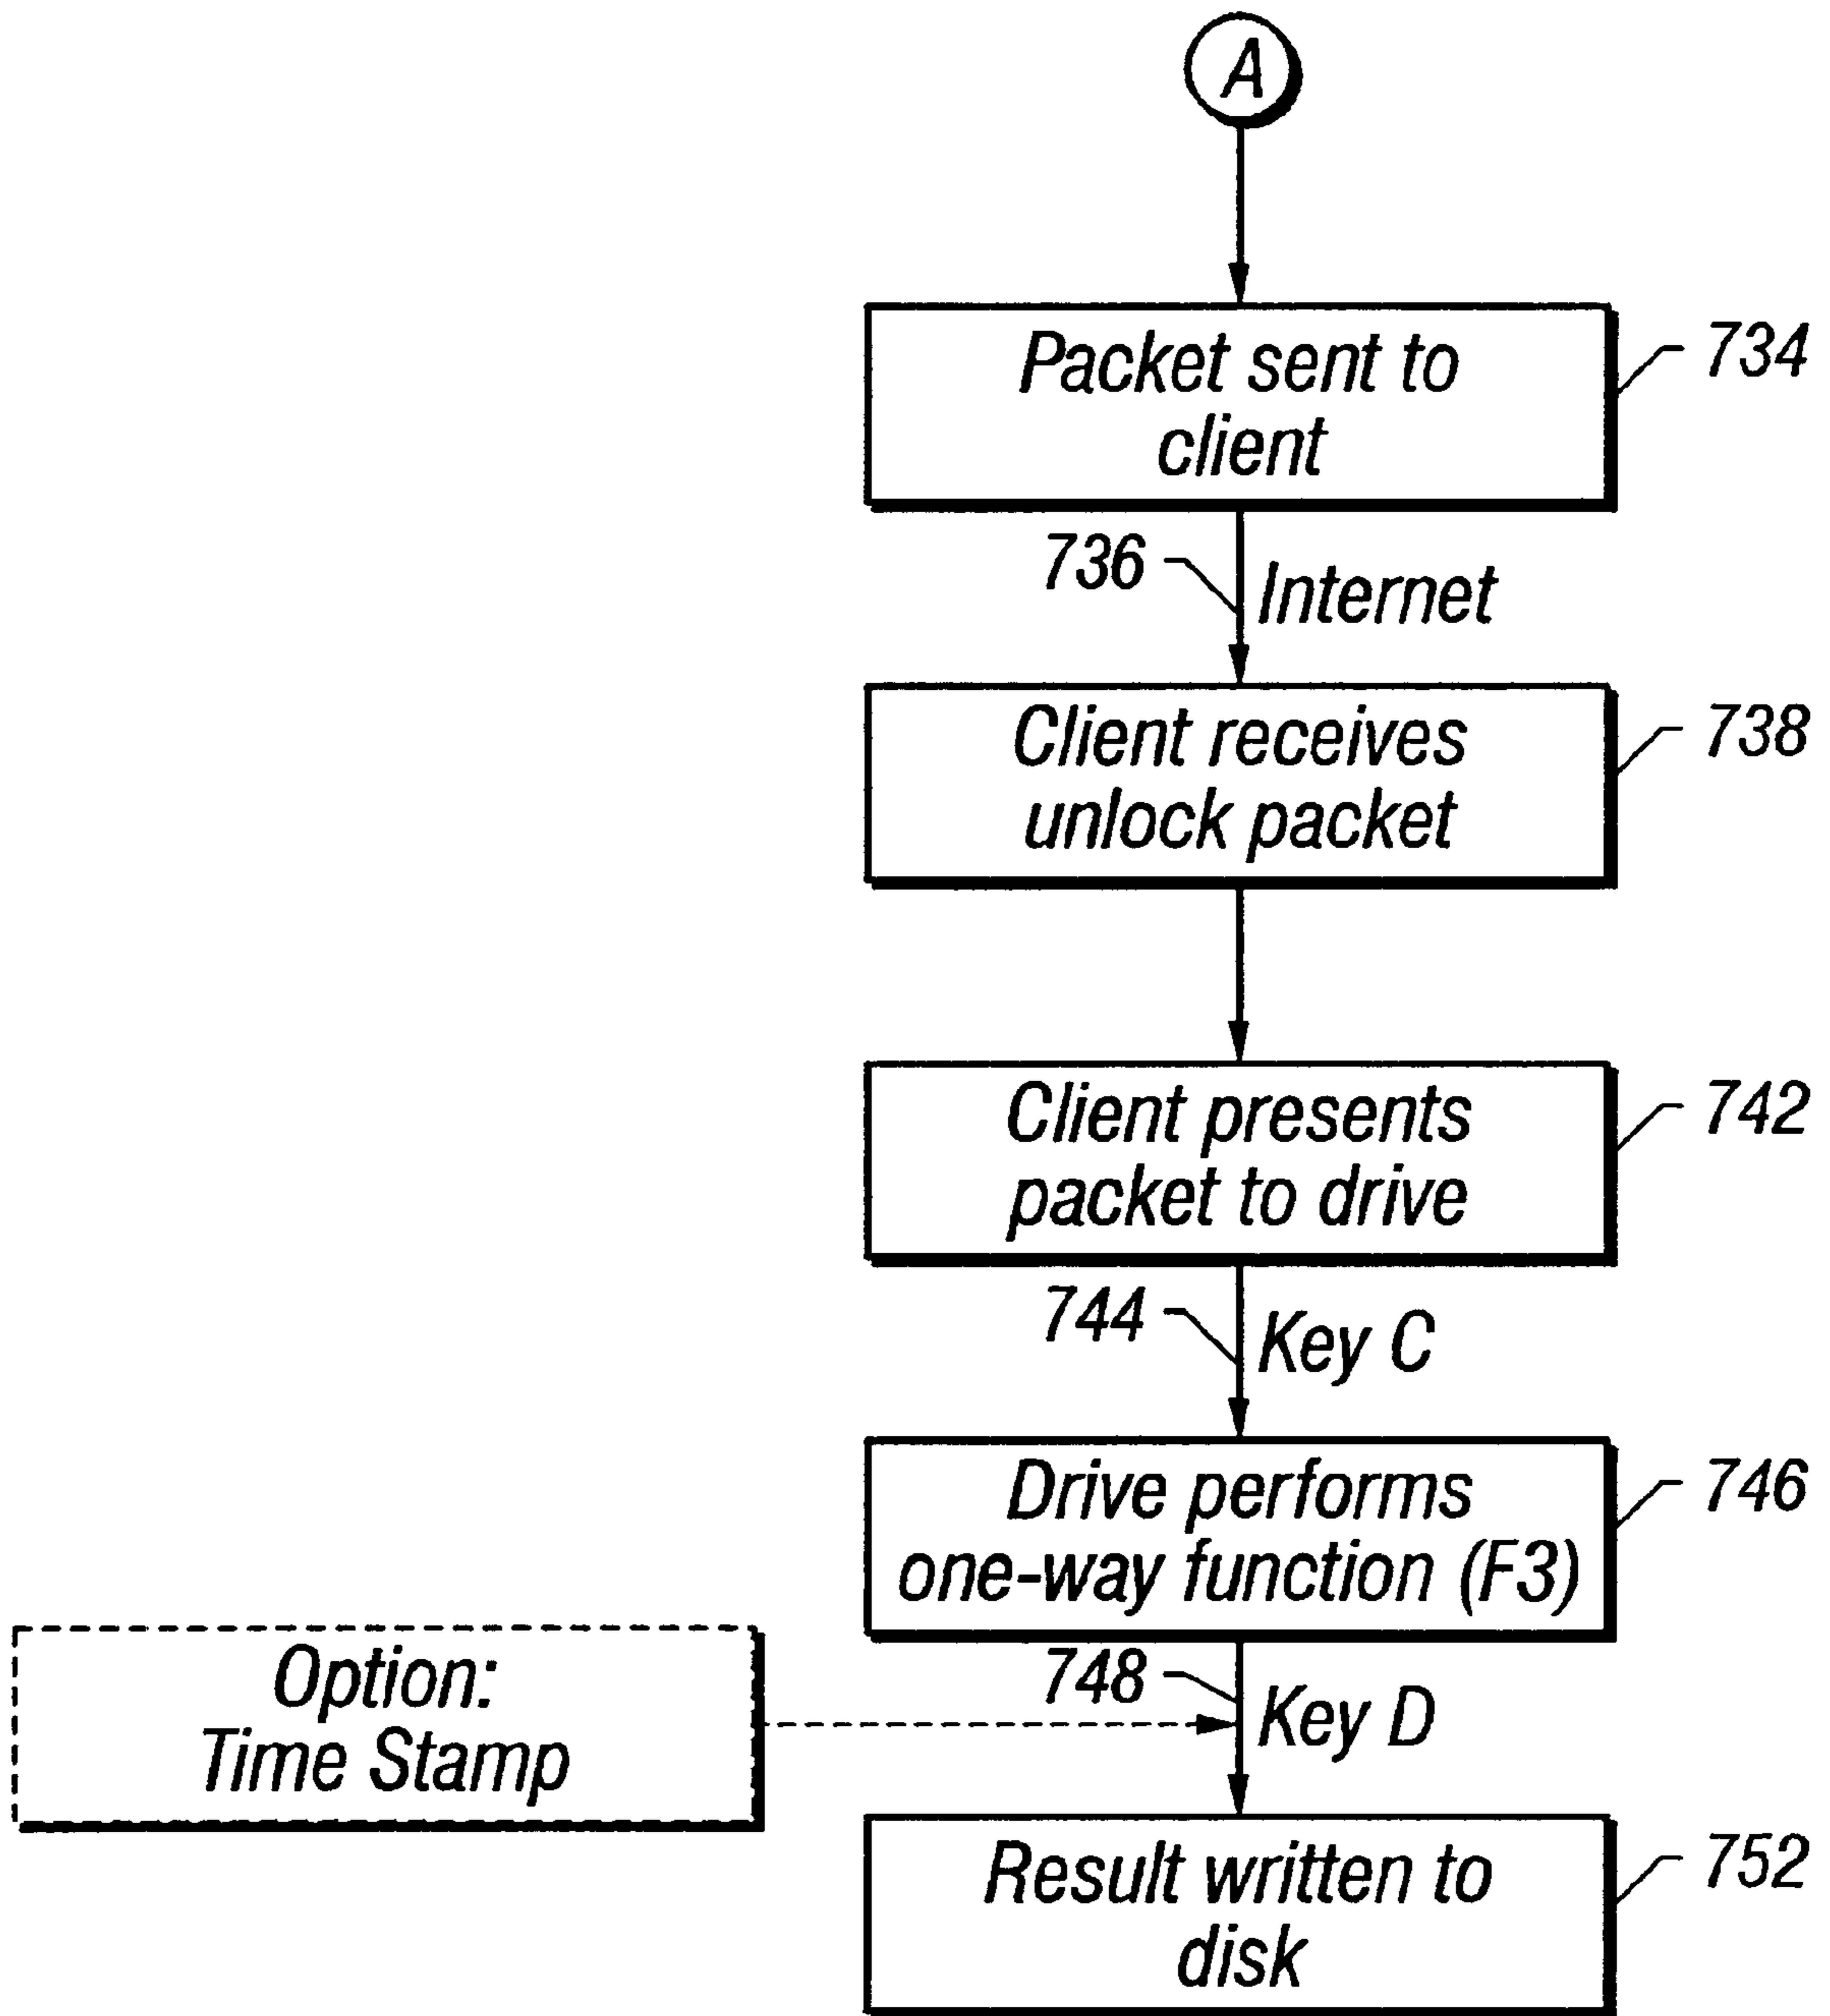 A
Packet sent to
client
734
736
Internet
Client receives
unlock packet
738
Client presents
packet to drive
742
744
Key C
Drive performs
one-way function (F3)
746
Option:
Time Stamp
748
Key D
Result written to
disk
752